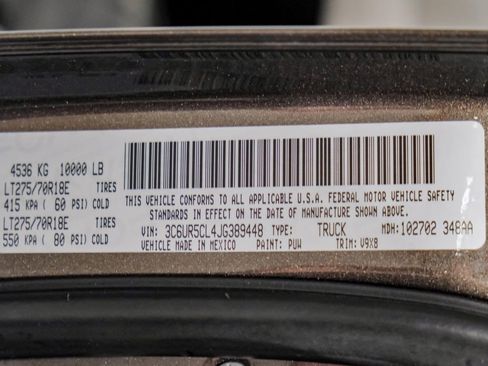 4536 KG 10000 LB
LT275/70R18E TIRES
415 KPA ( 60 PSI) COLD
LT275/70R18E TIRES
550 KPA ( 80 PSI) COLD
THIS VEHICLE CONFORMS TO ALL APPLICABLE U.S.A. FEDERAL MOTOR VEHICLE SAFETY
STANDARDS IN EFFECT ON THE DATE OF MANUFACTURE SHOWN ABOVE.
VIN: 3C6UR5CL4JG389448 TYPE: TRUCK MDH: 102702 348AA
VEHICLE MADE IN MEXICO PAINT: PUW TRIM: V9X8